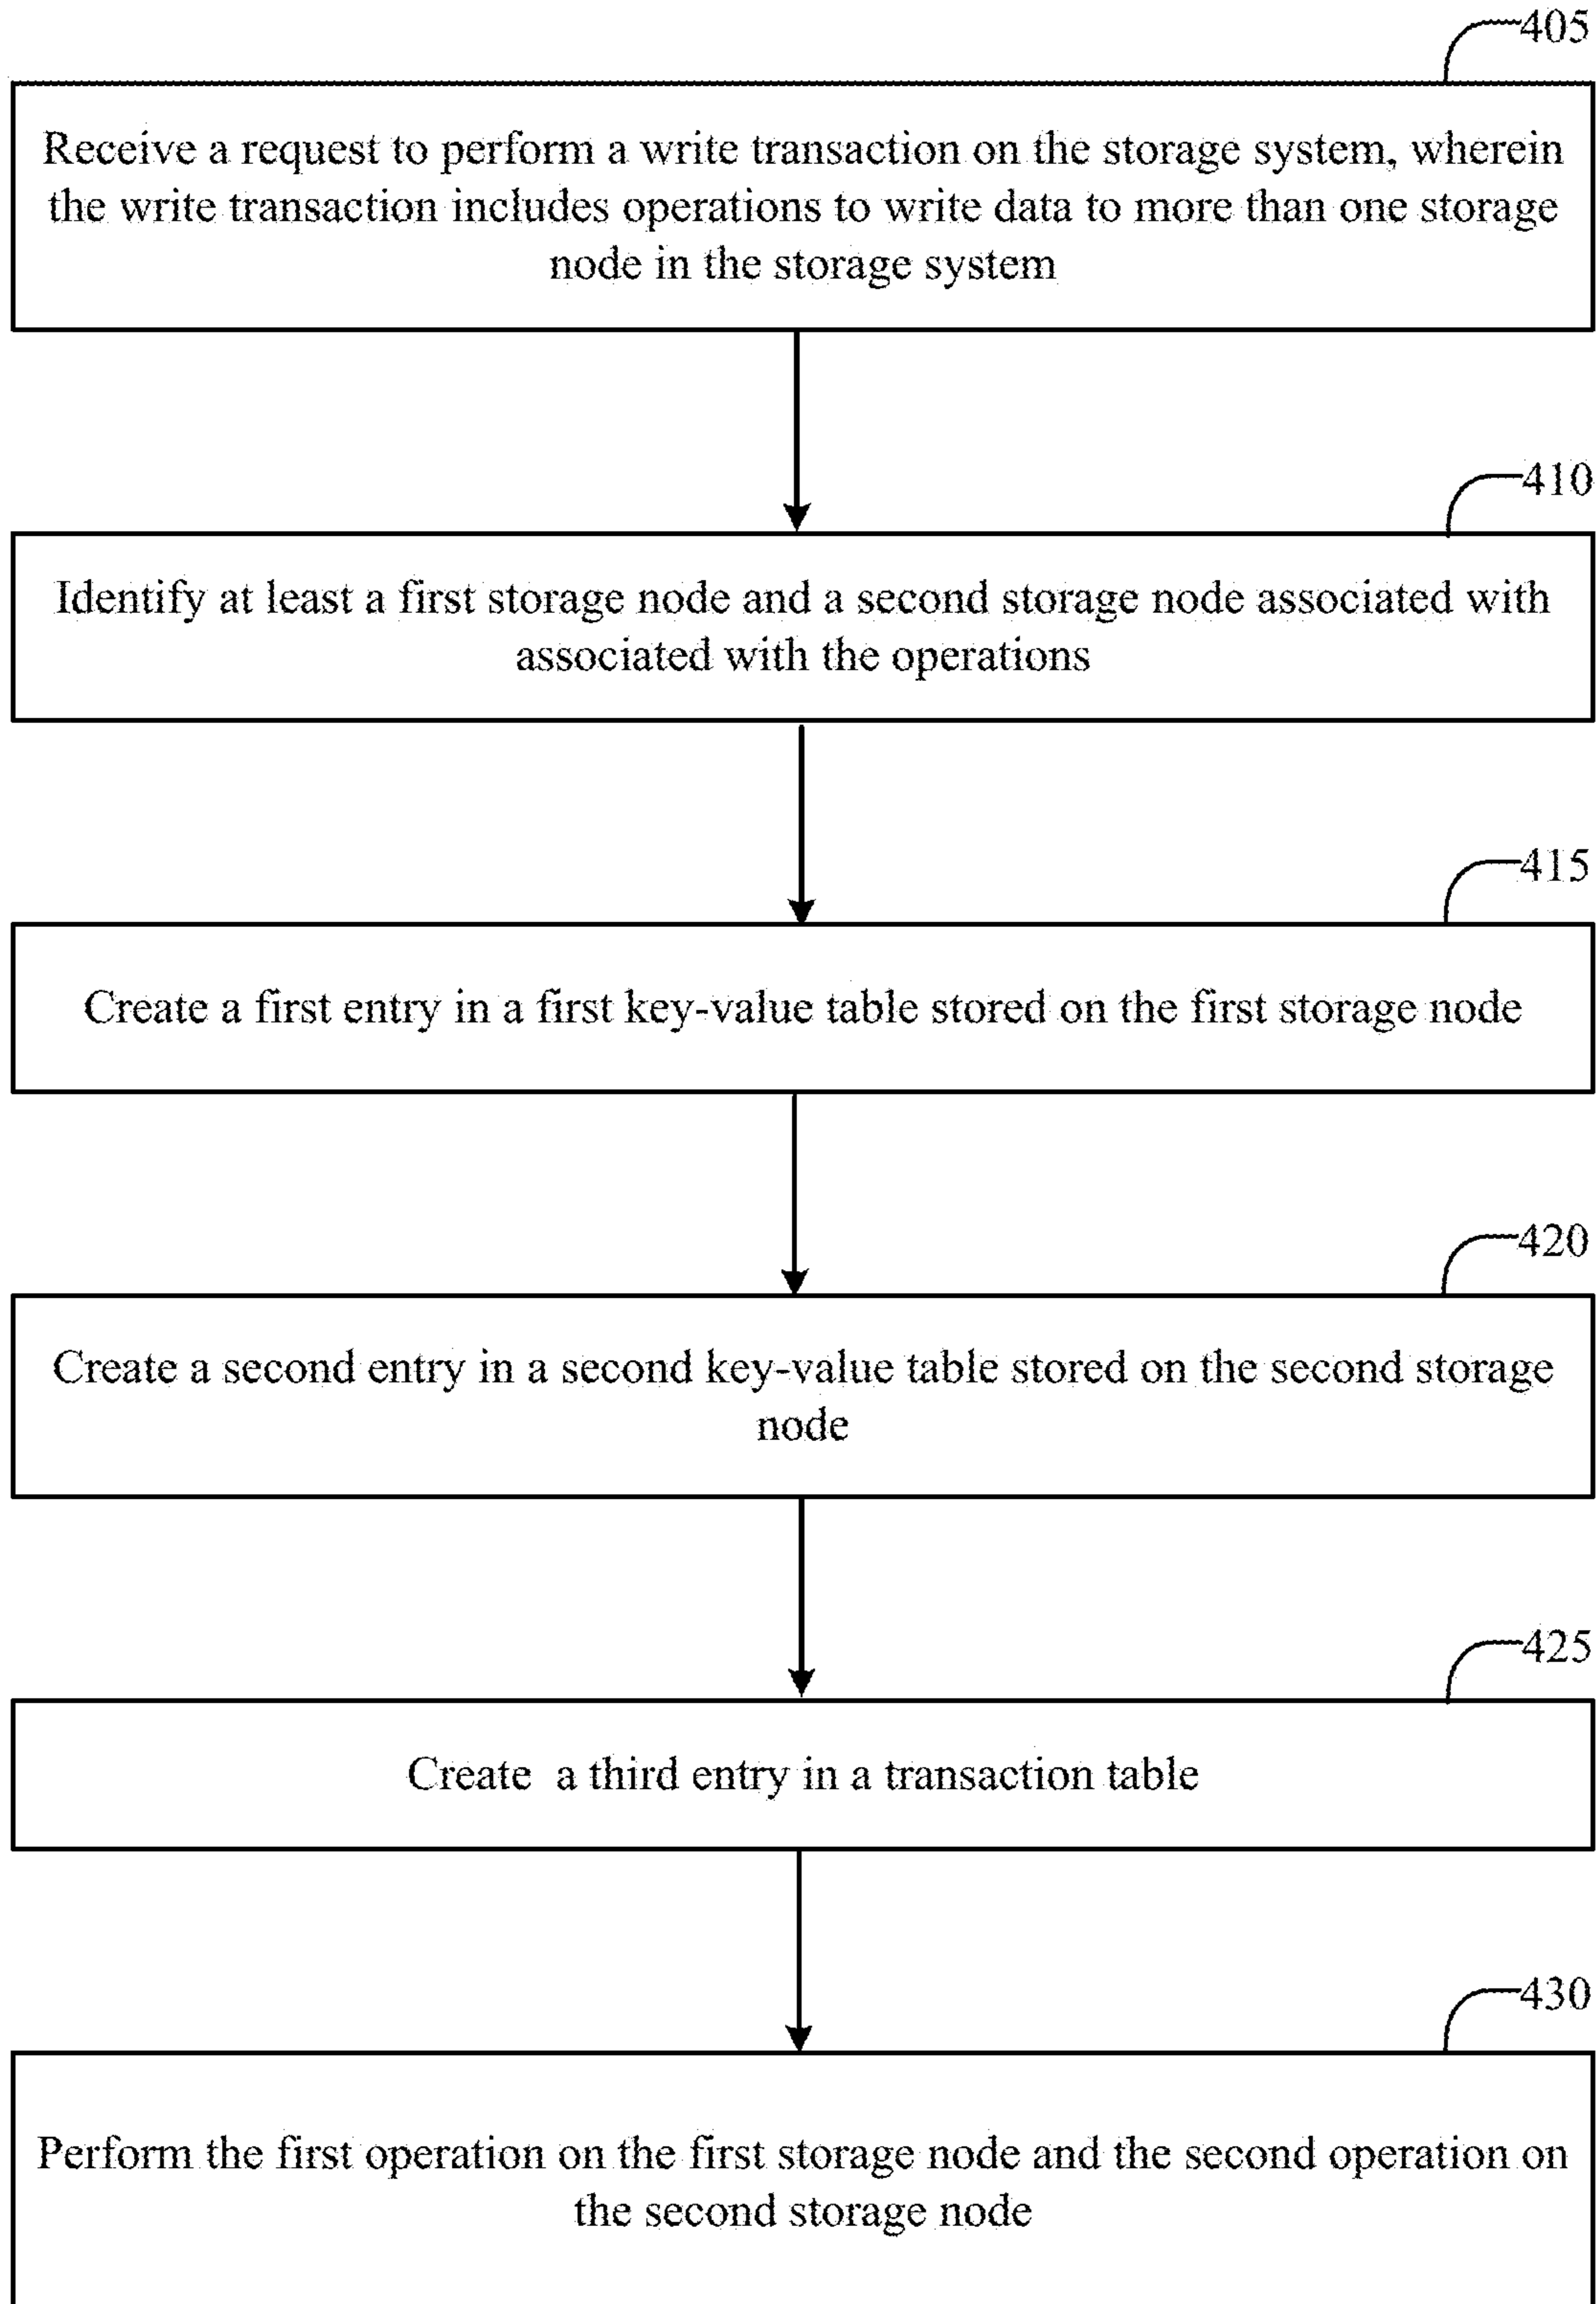 405
Receive a request to perform a write transaction on the storage system, wherein
the write transaction includes operations to write data to more than one storage
node in the storage system
410
Identify at least a first storage node and a second storage node associated with
associated with the operations
415
Create a first entry in a first key-value table stored on the first storage node
420
Create a second entry in a second key-value table stored on the second storage
node
425
Create a third entry in a transaction table
430
Perform the first operation on the first storage node and the second operation on
the second storage node